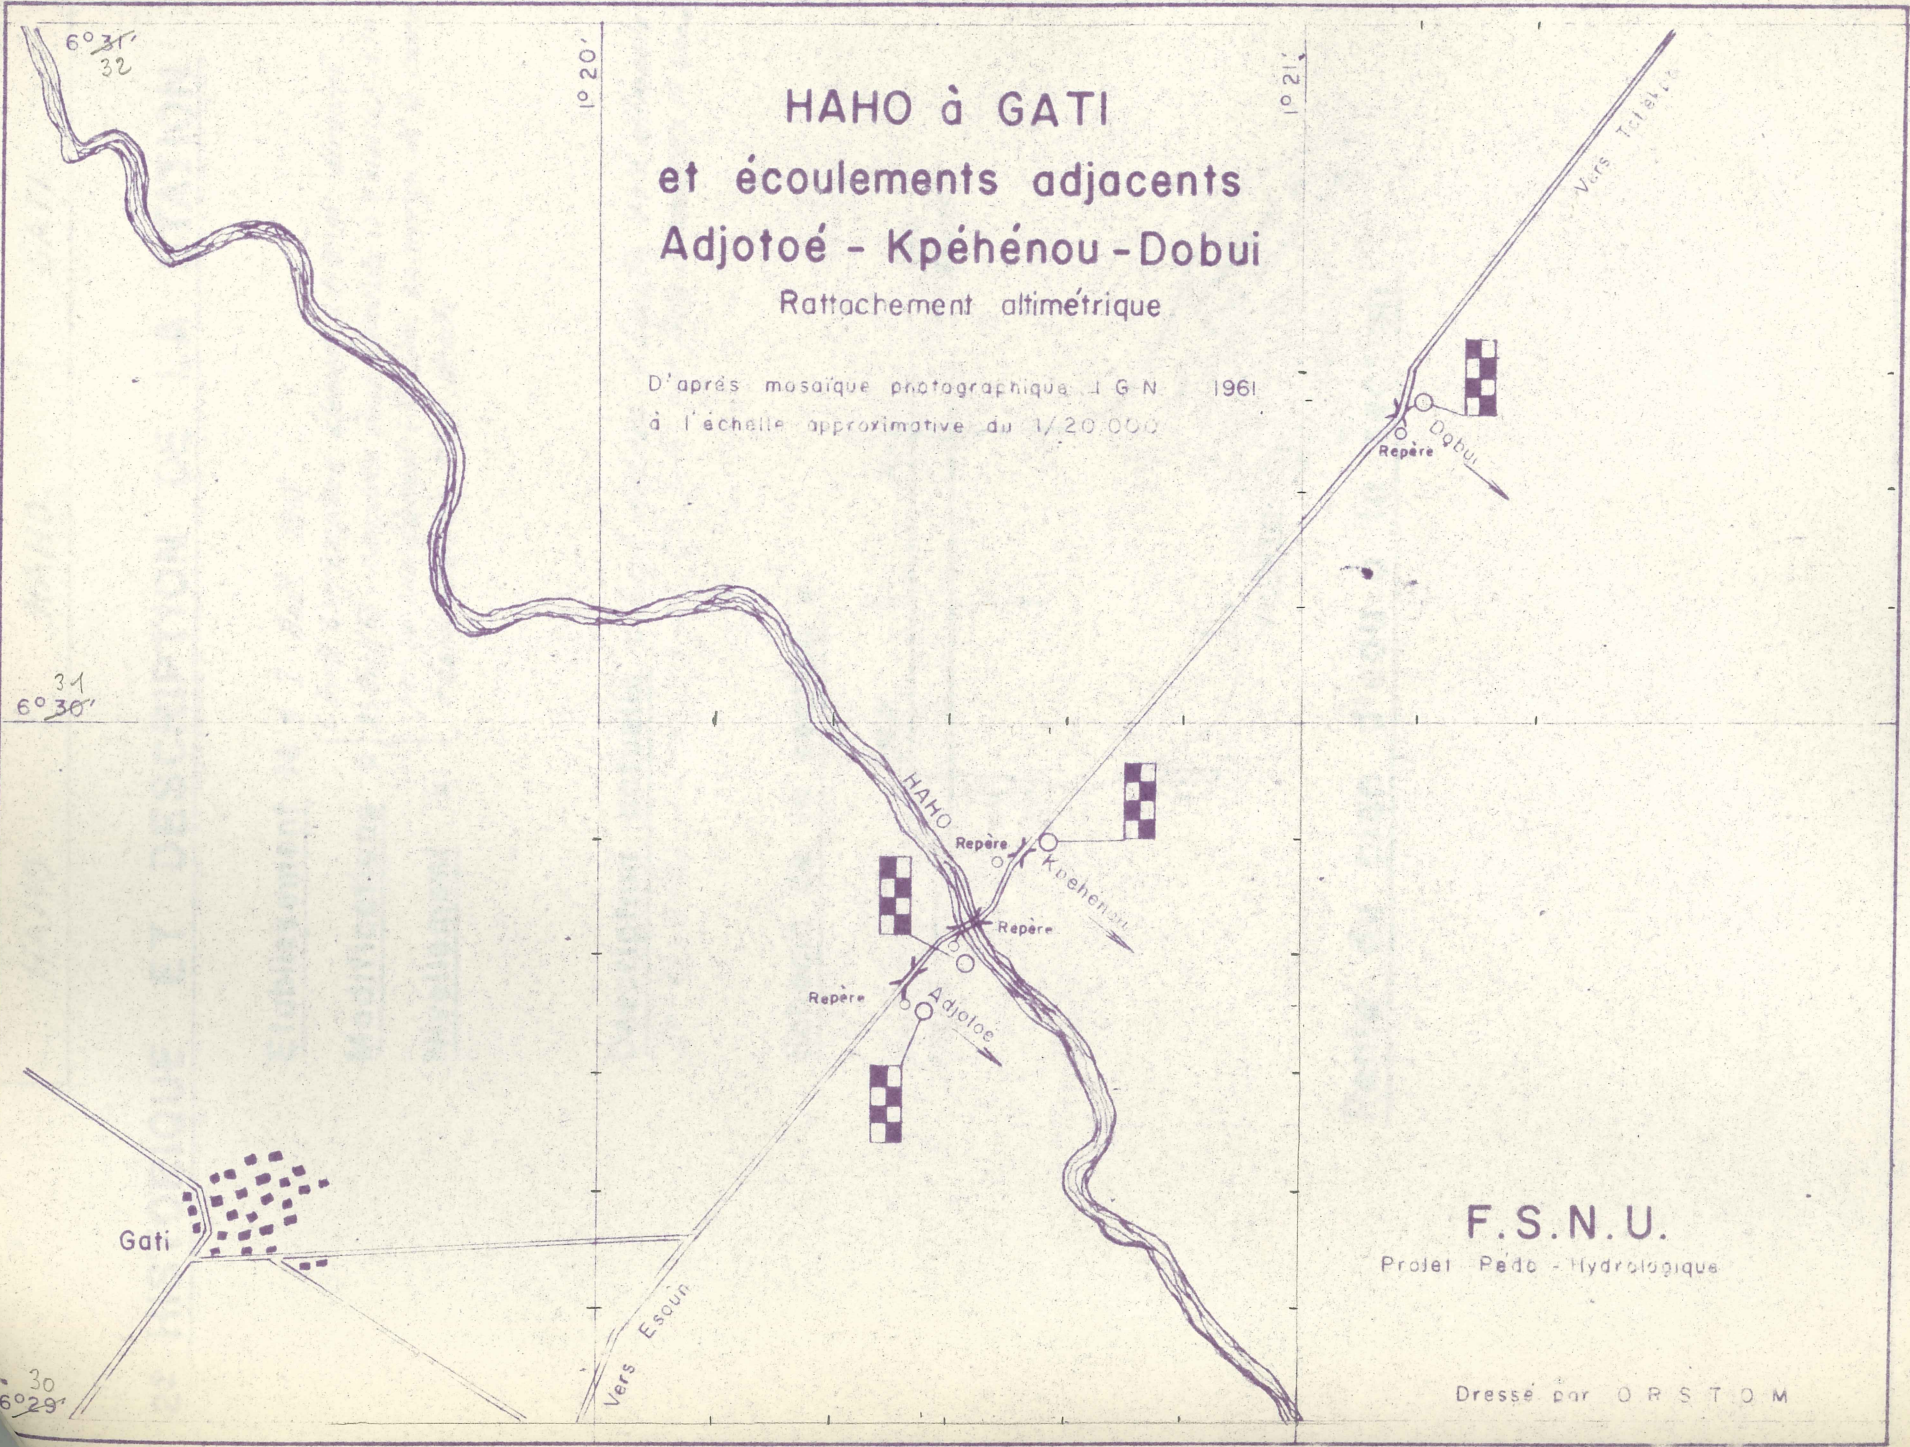 6° 31'
32
1° 20'
1° 21'
HAHO à GATI
et écoulements adjacents
Adjotoé - Kpéhénou - Dobui
Rattachement altimétrique
D'après mosaïque photographique I G N 1961
à l'échelle approximative du 1/20.000
Vers
Dobui
Repère
31
6° 30'
HAHO
Repère
Kpéhénou
Repère
Repère
Adjotoé
Gati
Vers Esoùn
F.S.N.U.
Projet Pédo - Hydrologique
30
6° 29'
Dressé par O R S T O M